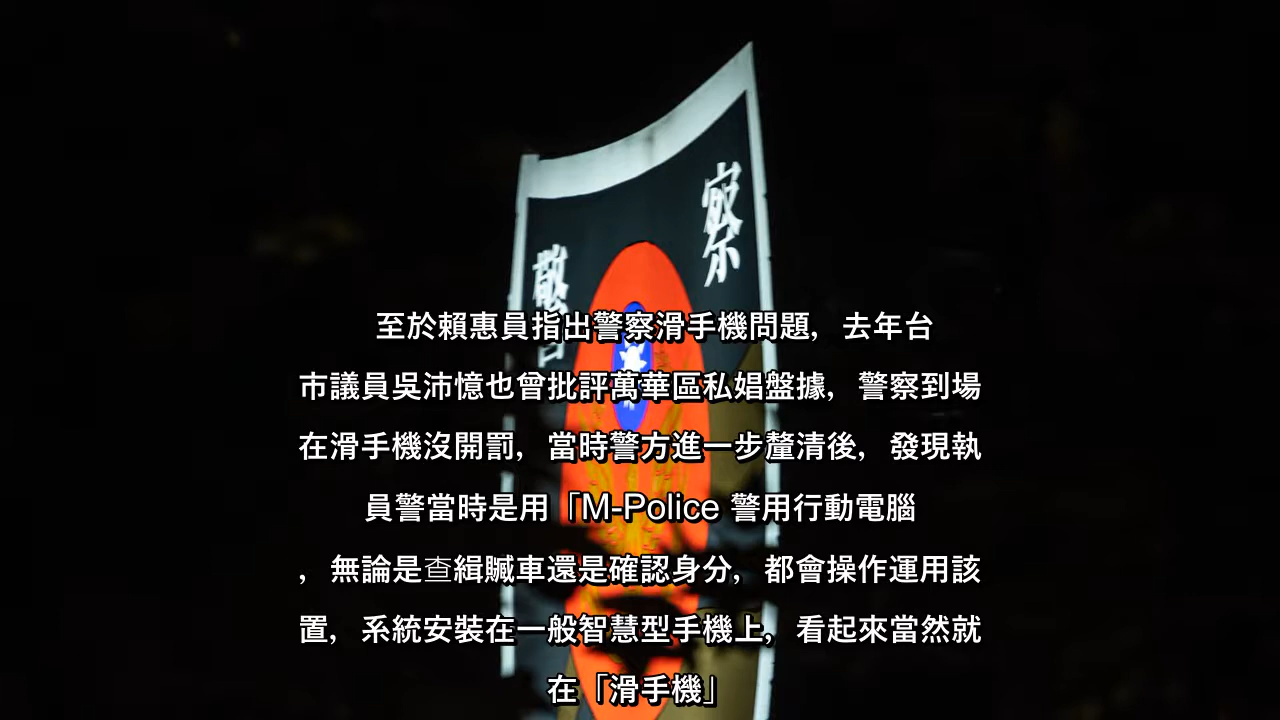 警察
至於賴惠員指出警察滑手機問題，去年台
市議員吳沛憶也曾批評萬華區私娼盤據，警察到場
在滑手機沒開罰，當時警方進一步釐清後，發現執
員警當時是用「M-Police 警用行動電腦
，無論是查緝贓車還是確認身分，都會操作運用該
置，系統安裝在一般智慧型手機上，看起來當然就
在「滑手機」